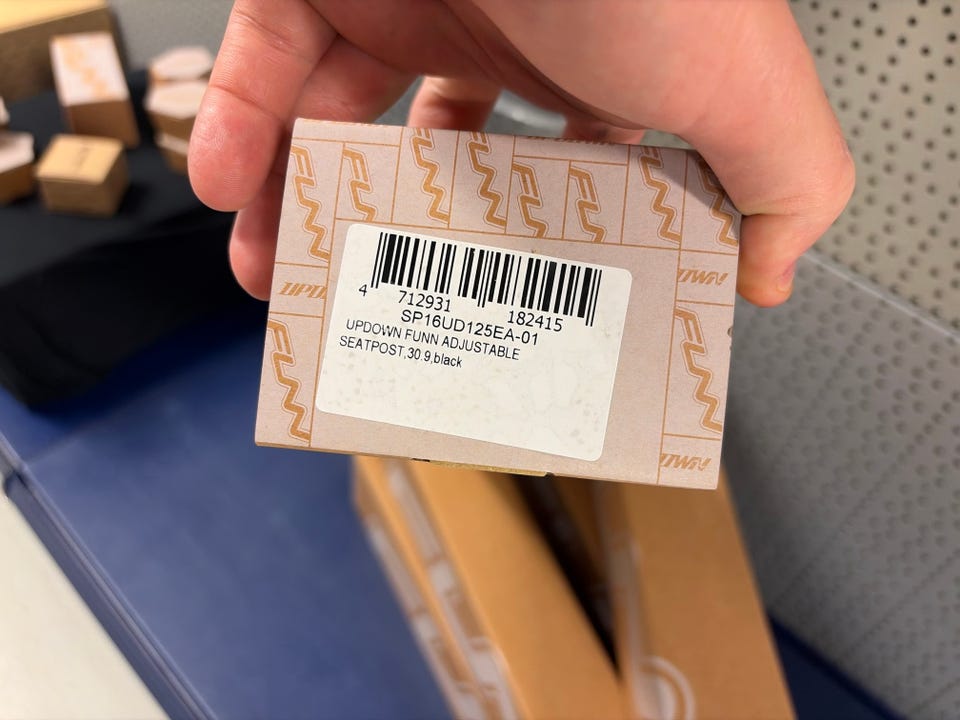 4 712931 182415
SP16UD125EA-01
UPDOWN FUNN ADJUSTABLE
SEATPOST,30.9,black